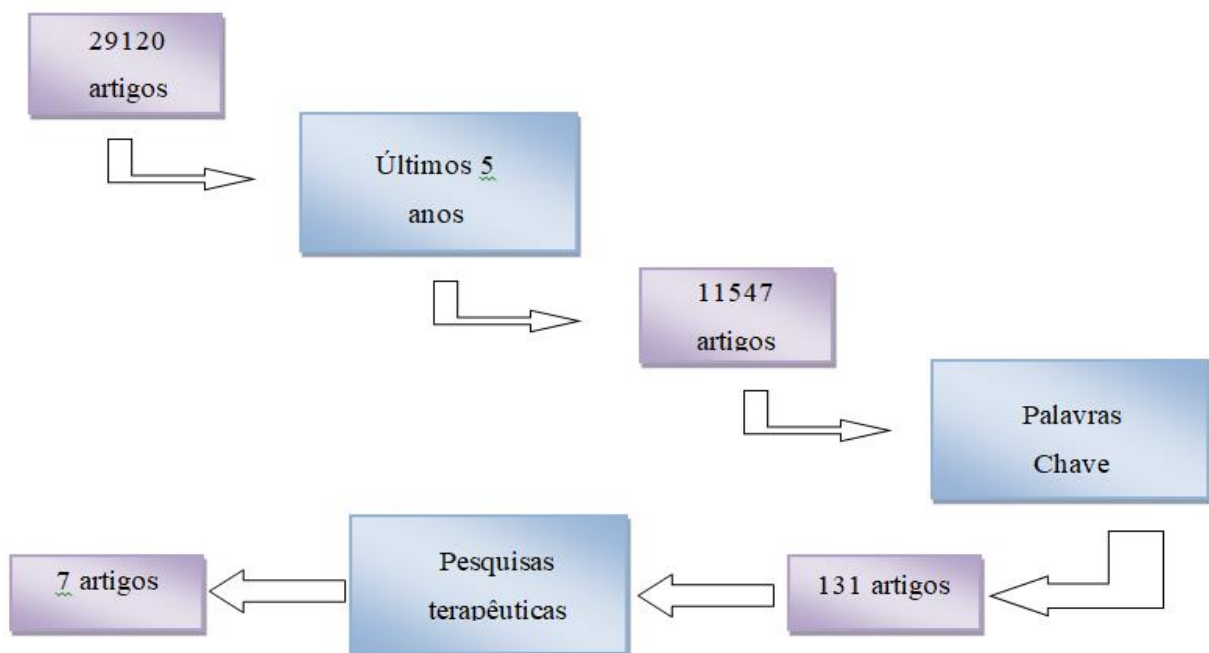 29120
artigos
Últimos 5
anos
11547
artigos
Palavras
Chave
131 artigos
Pesquisas
terapêuticas
7 artigos